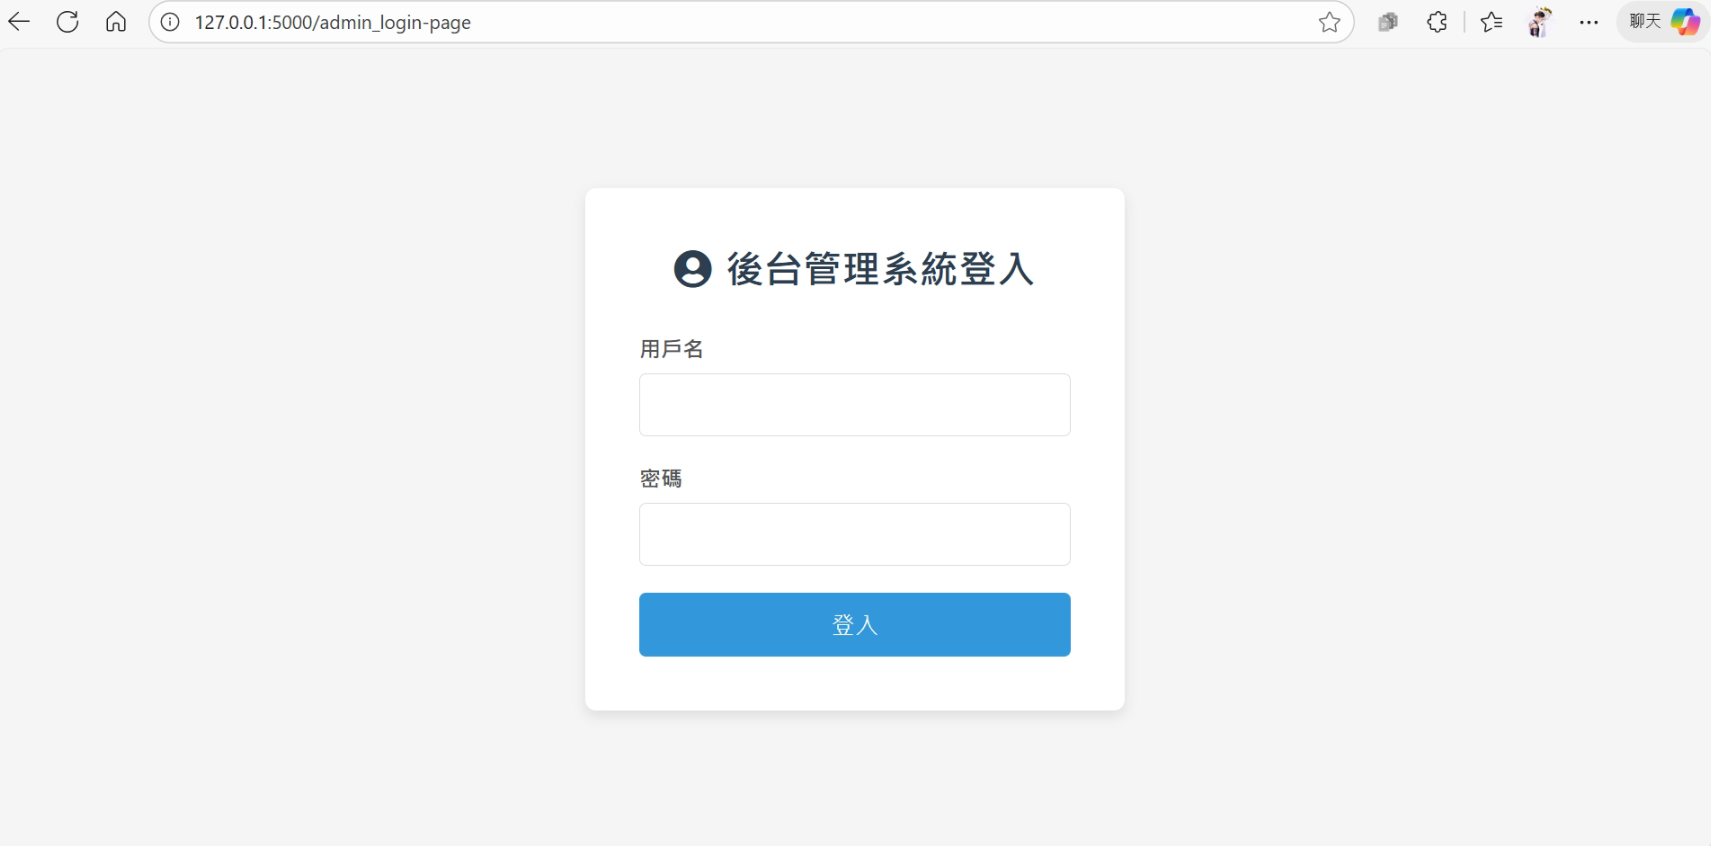 127.0.0.1:5000/admin_login-page
聊天
後台管理系統登入
用戶名
密碼
登入